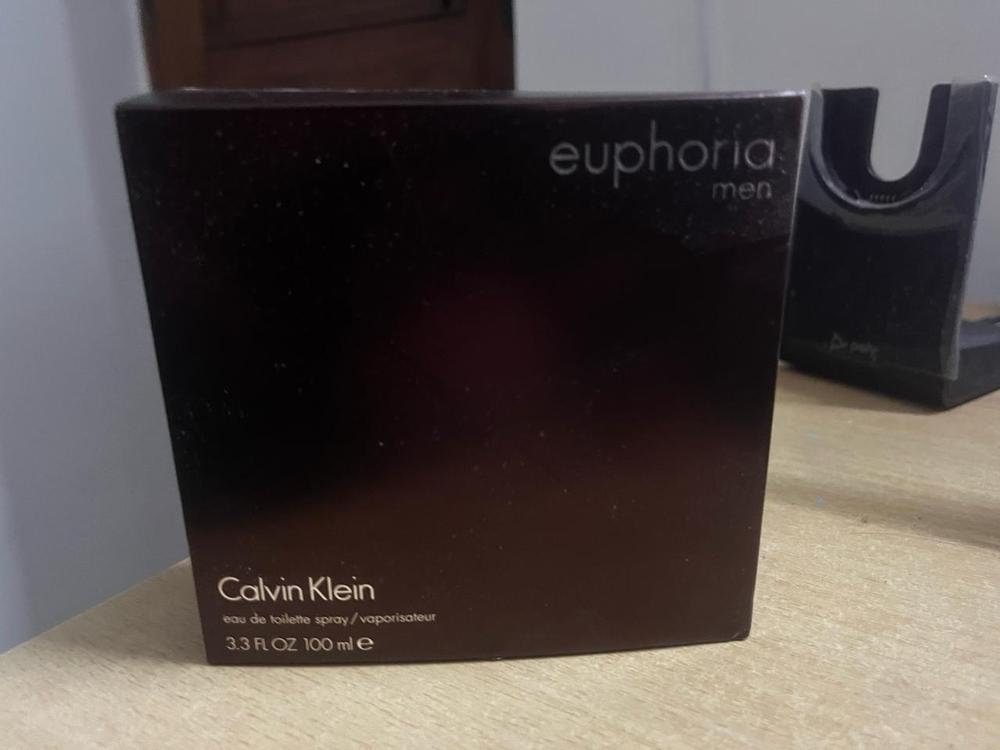 euphoria
men
Calvin Klein
eau de toilette spray/vaporisateur
3.3 FL OZ 100 ml ℮